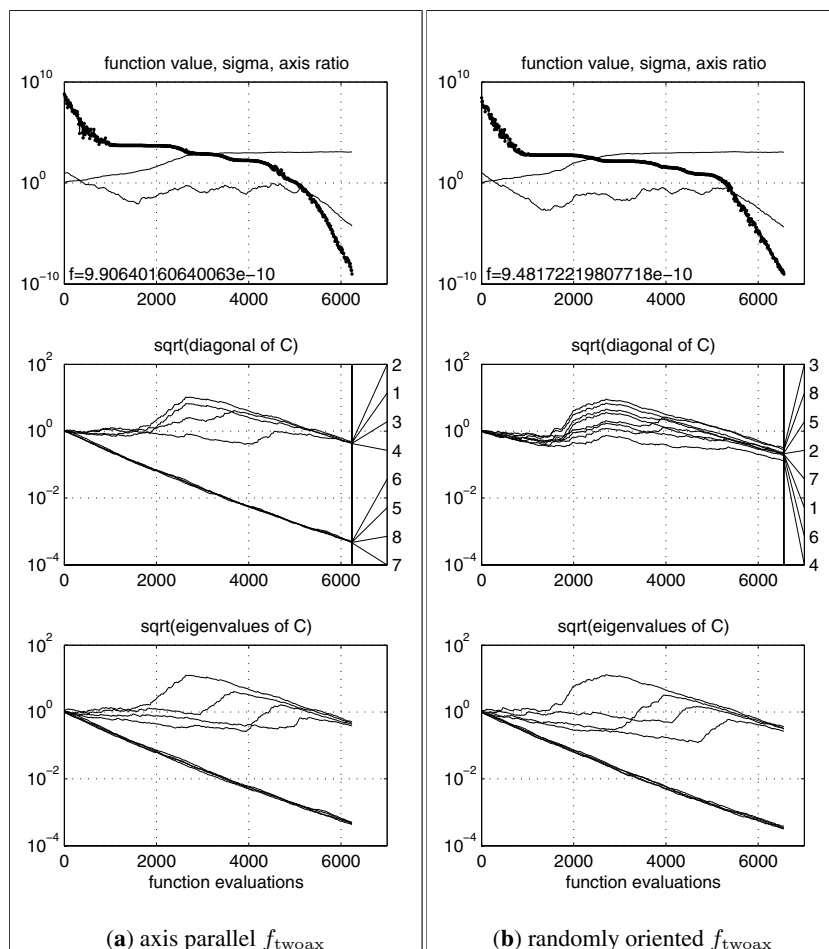 function value, sigma, axis ratio
10^10
10^0
10^-10
f=9.90640160640063e-10
0 2000 4000 6000
sqrt(diagonal of C)
10^2
10^0
10^-2
10^-4
2
1
3
4
6
5
8
7
0 2000 4000 6000
sqrt(eigenvalues of C)
10^2
10^0
10^-2
10^-4
0 2000 4000 6000
function evaluations
(a) axis parallel f_twoax
function value, sigma, axis ratio
10^10
10^0
10^-10
f=9.48172219807718e-10
0 2000 4000 6000
sqrt(diagonal of C)
10^2
10^0
10^-2
10^-4
3
8
5
2
7
1
6
4
0 2000 4000 6000
sqrt(eigenvalues of C)
10^2
10^0
10^-2
10^-4
0 2000 4000 6000
function evaluations
(b) randomly oriented f_twoax